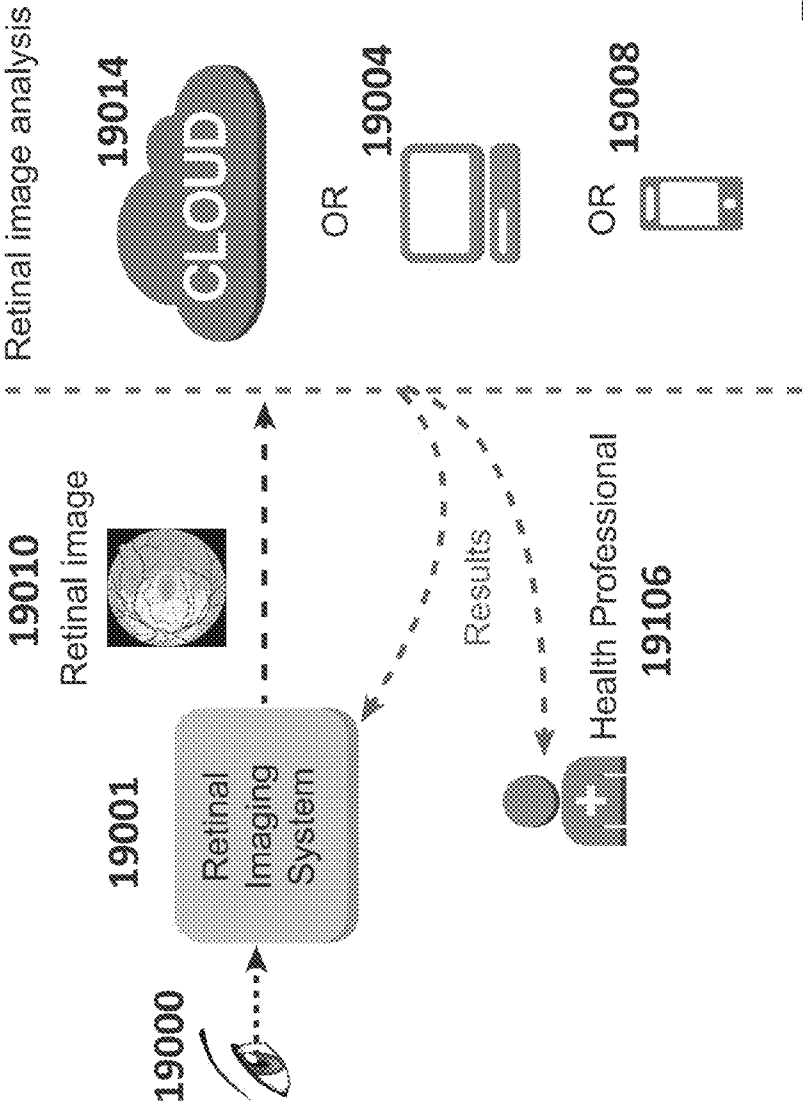 19000
19001
Retinal
Imaging
System
19010
Retinal image
Retinal image analysis
19014
CLOUD
OR
19004
OR
19008
Results
Health Professional
19106